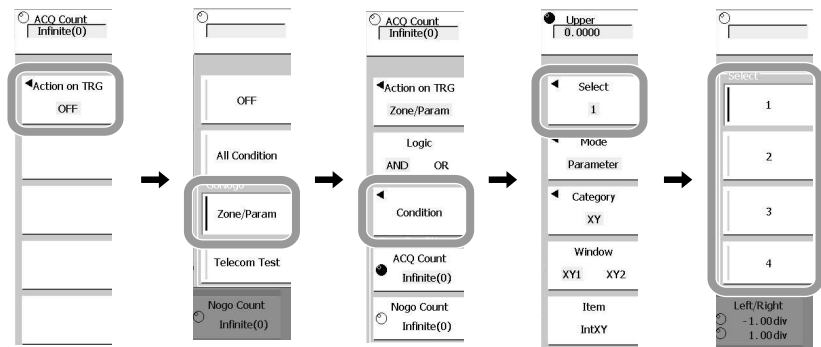 ACQ Count
Infinite(0)
Action on TRG
OFF
OFF
All Condition
GoNogo
Zone/Param
Telecom Test
Nogo Count
Infinite(0)
ACQ Count
Infinite(0)
Action on TRG
Zone/Param
Logic
AND OR
Condition
ACQ Count
Infinite(0)
Nogo Count
Infinite(0)
Upper
0.0000
Select
1
Mode
Parameter
Category
XY
Window
XY1 XY2
Item
IntXY
Select
1
2
3
4
Left/Right
-1.00div
1.00div